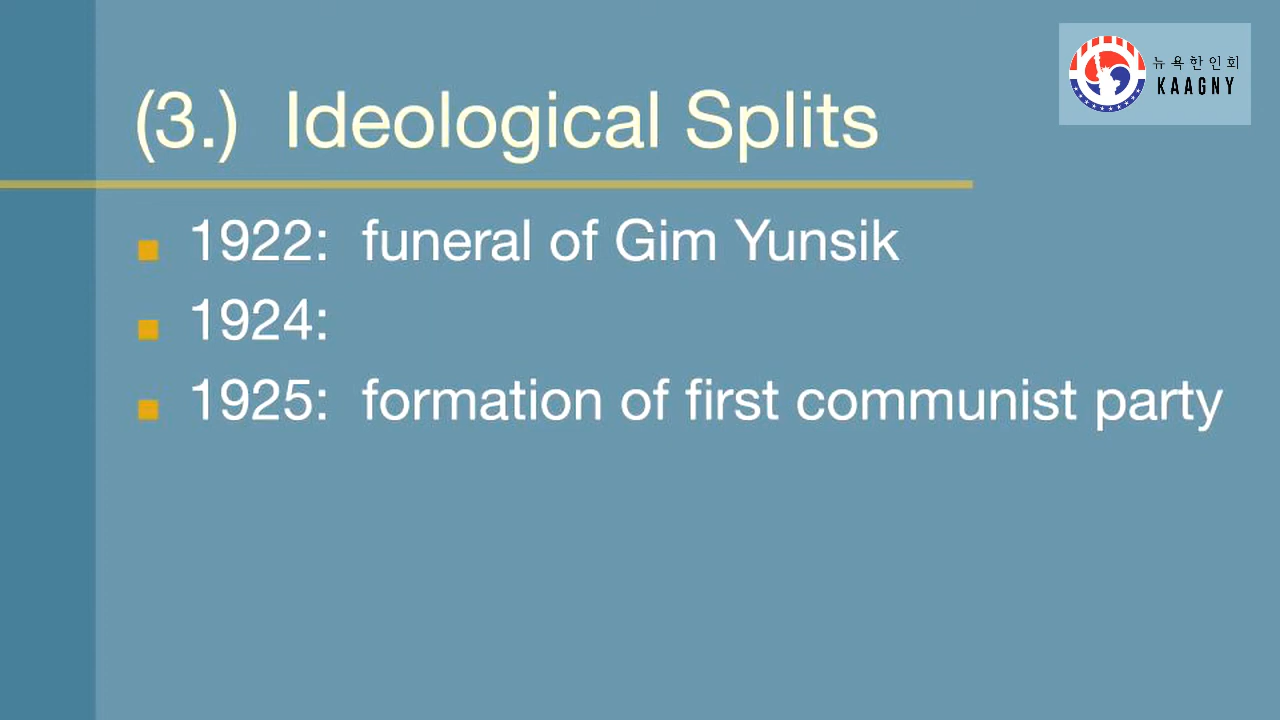 뉴욕한인회
KAAGNY
(3.) Ideological Splits
1922: funeral of Gim Yunsik
1924:
1925: formation of first communist party